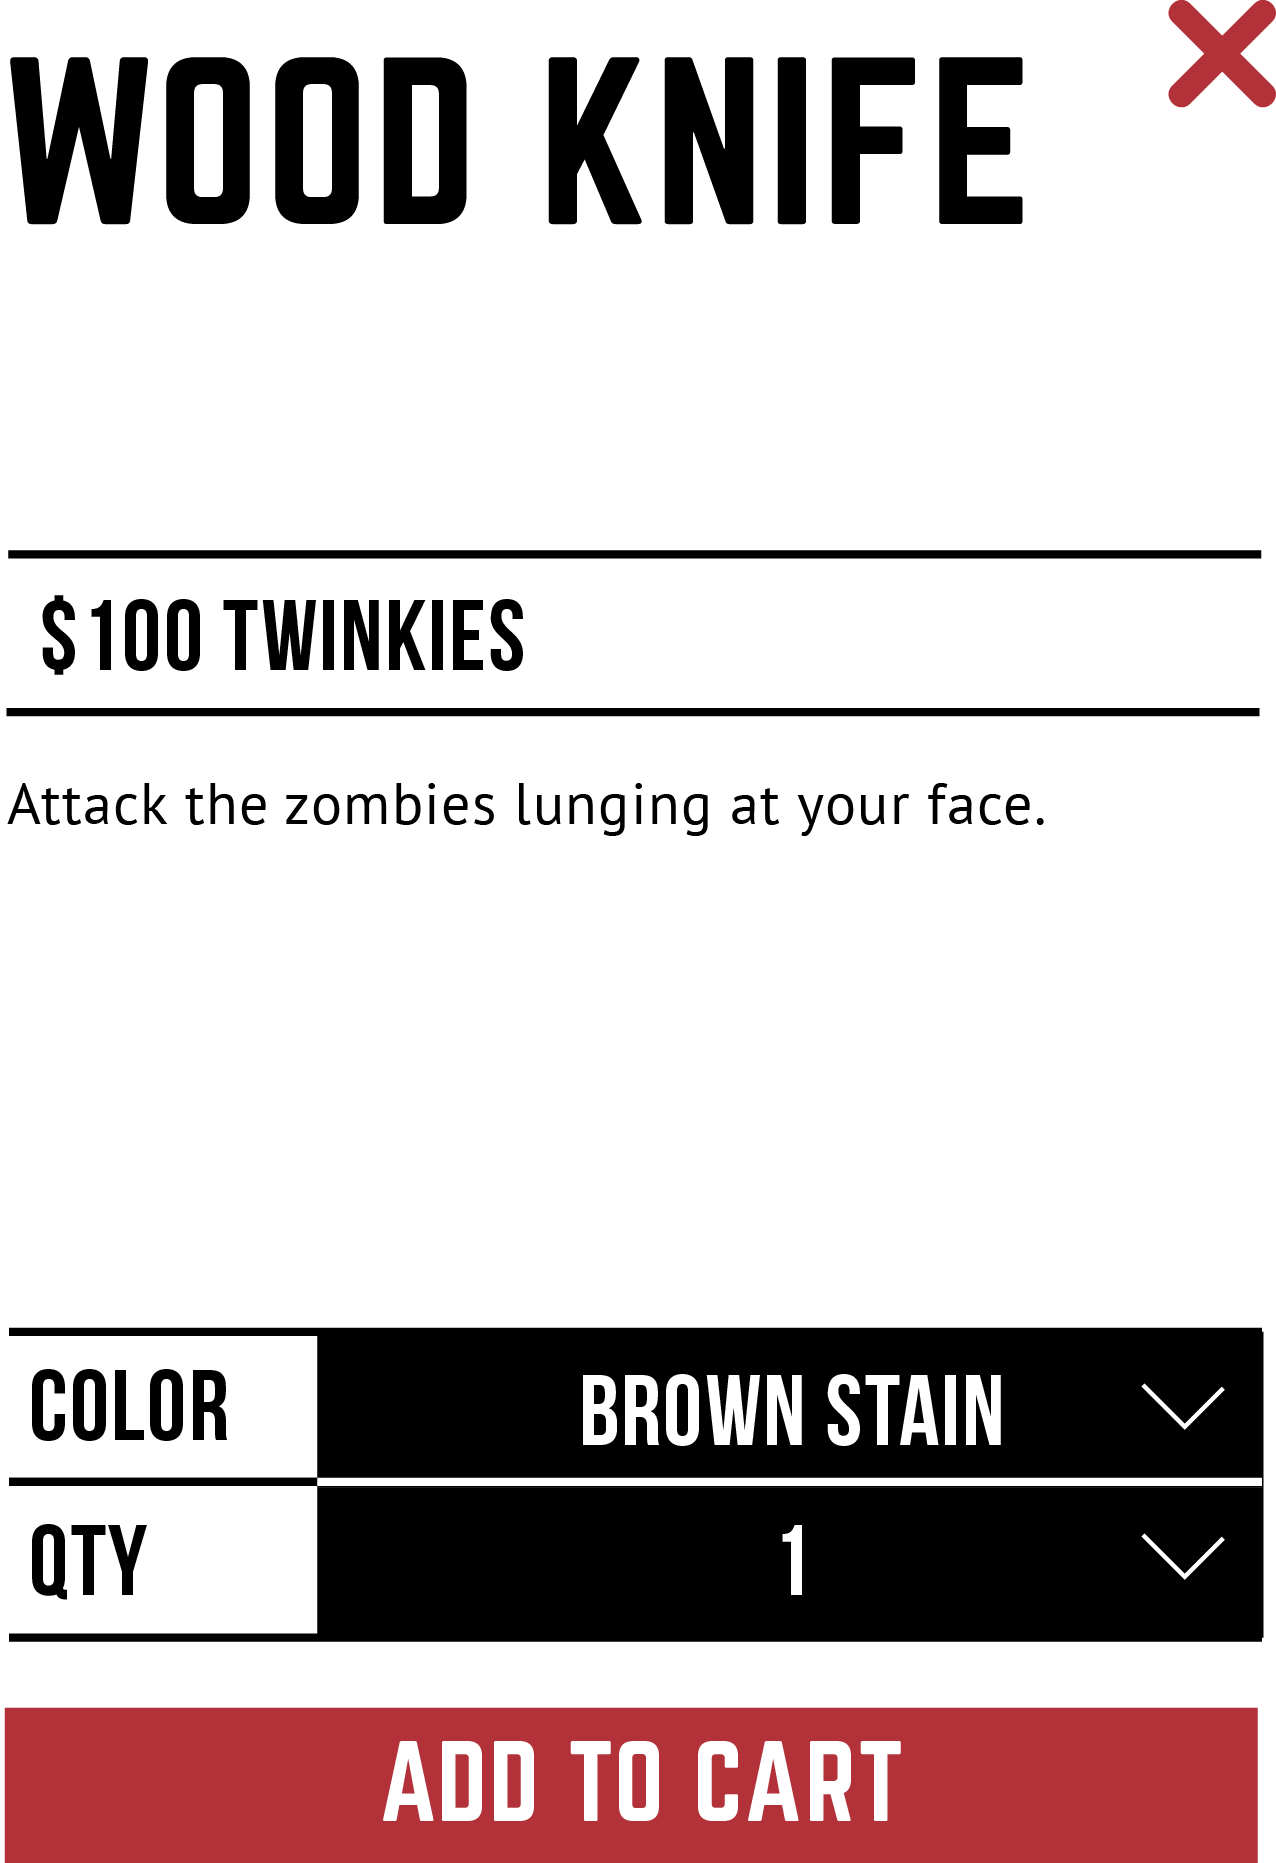 WOOD KNIFE
$100 TWINKIES
Attack the zombies lunging at your face.
COLOR BROWN STAIN
QTY 1
ADD TO CART